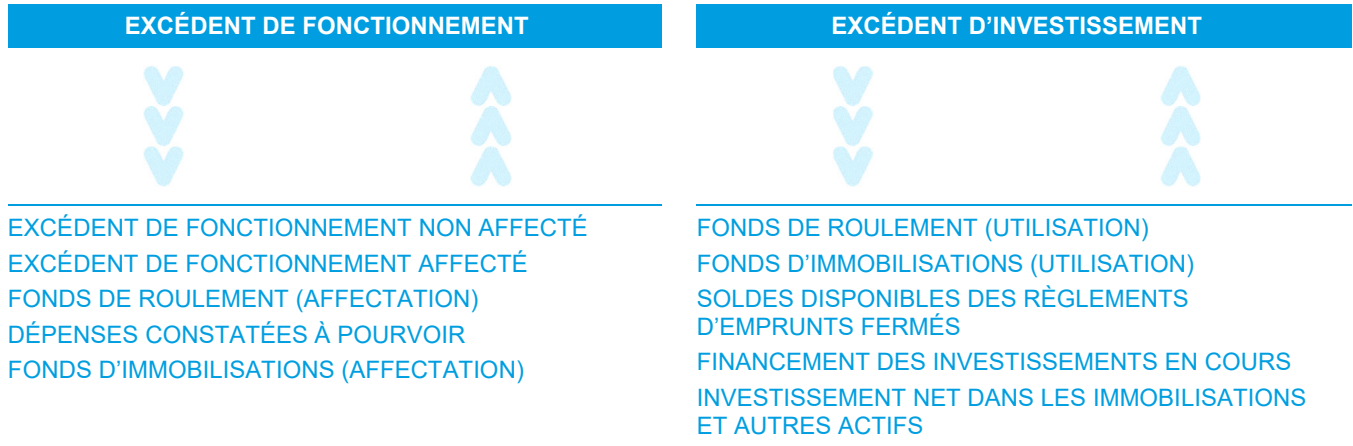 EXCÉDENT DE FONCTIONNEMENT
EXCÉDENT DE FONCTIONNEMENT NON AFFECTÉ
EXCÉDENT DE FONCTIONNEMENT AFFECTÉ
FONDS DE ROULEMENT (AFFECTATION)
DÉPENSES CONSTATÉES À POURVOIR
FONDS D’IMMOBILISATIONS (AFFECTATION)
EXCÉDENT D’INVESTISSEMENT
FONDS DE ROULEMENT (UTILISATION)
FONDS D’IMMOBILISATIONS (UTILISATION)
SOLDES DISPONIBLES DES RÈGLEMENTS
D’EMPRUNTS FERMÉS
FINANCEMENT DES INVESTISSEMENTS EN COURS
INVESTISSEMENT NET DANS LES IMMOBILISATIONS
ET AUTRES ACTIFS